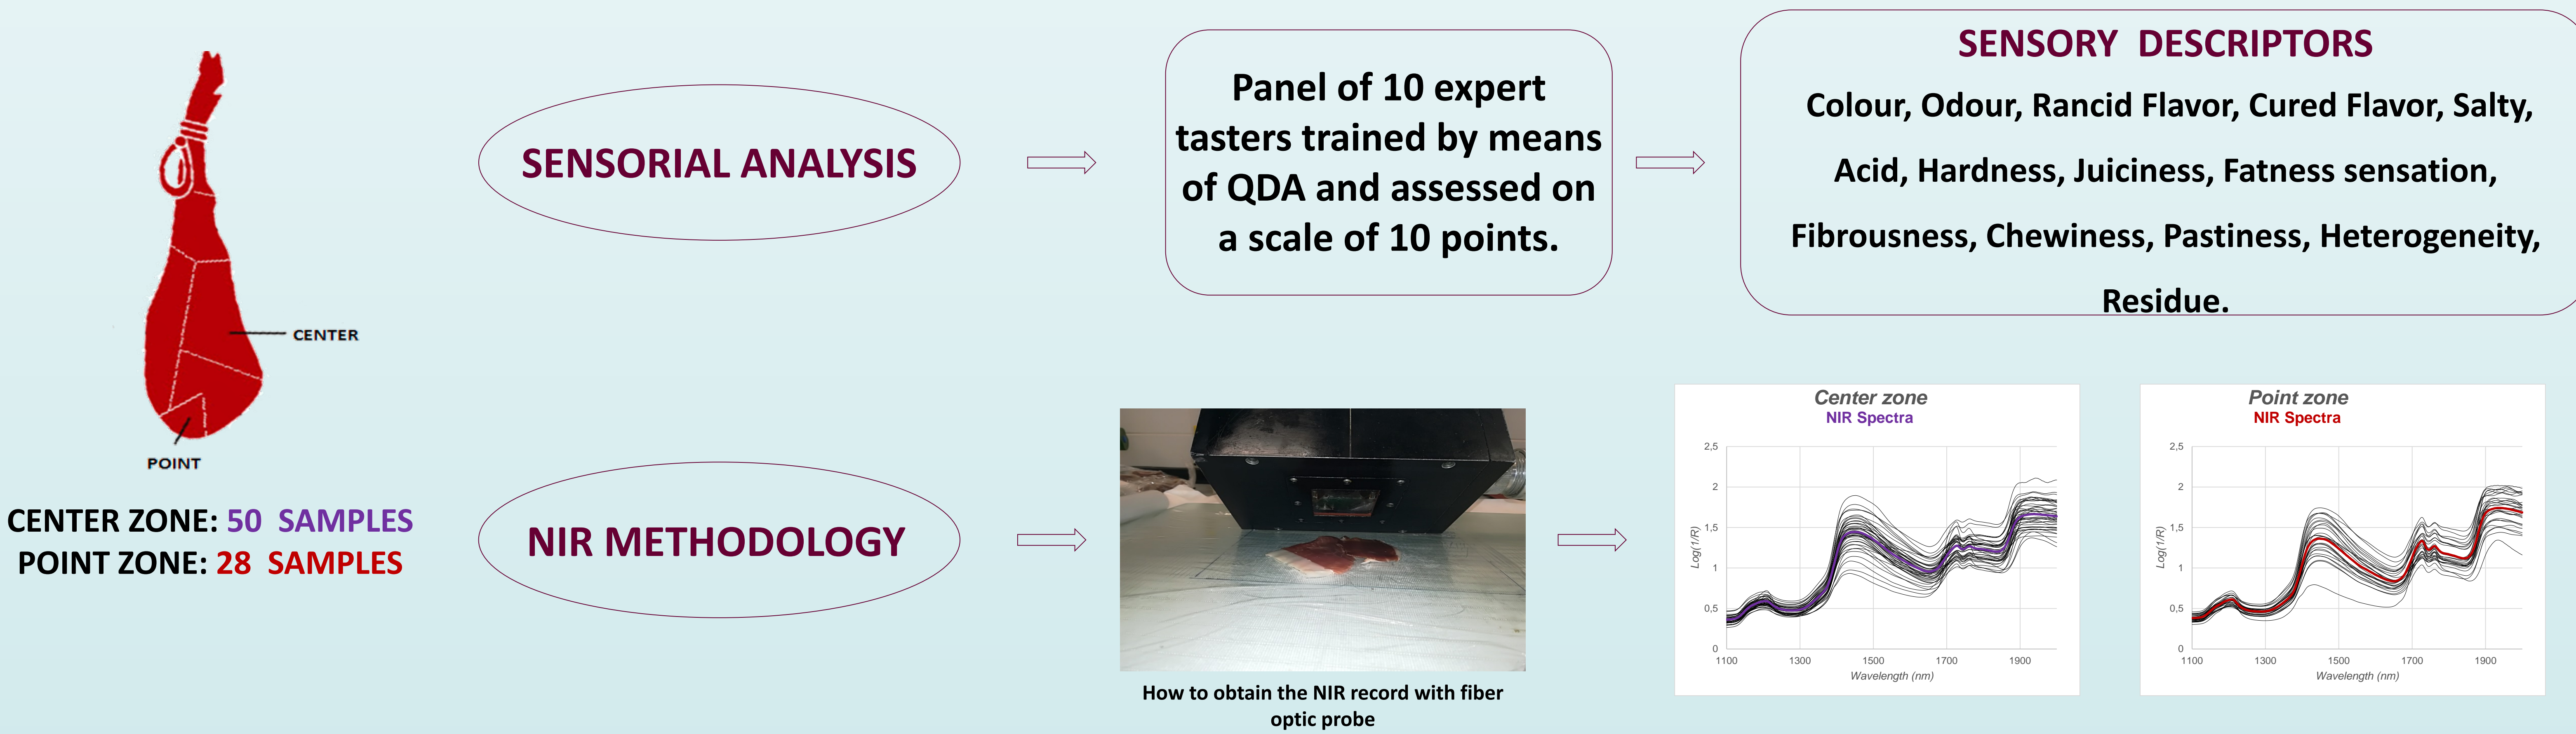 CENTER
POINT
CENTER ZONE: 50 SAMPLES
POINT ZONE: 28 SAMPLES
SENSORIAL ANALYSIS
Panel of 10 expert
tasters trained by means
of QDA and assessed on
a scale of 10 points.
SENSORY DESCRIPTORS
Colour, Odour, Rancid Flavor, Cured Flavor, Salty,
Acid, Hardness, Juiciness, Fatness sensation,
Fibrousness, Chewiness, Pastiness, Heterogeneity,
Residue.
NIR METHODOLOGY
How to obtain the NIR record with fiber
optic probe
Center zone
NIR Spectra
2,5
2
1,5
1
0,5
0
Log(1/R)
1100 1300 1500 1700 1900
Wavelength (nm)
Point zone
NIR Spectra
2,5
2
1,5
1
0,5
0
Log(1/R)
1100 1300 1500 1700 1900
Wavelength (nm)